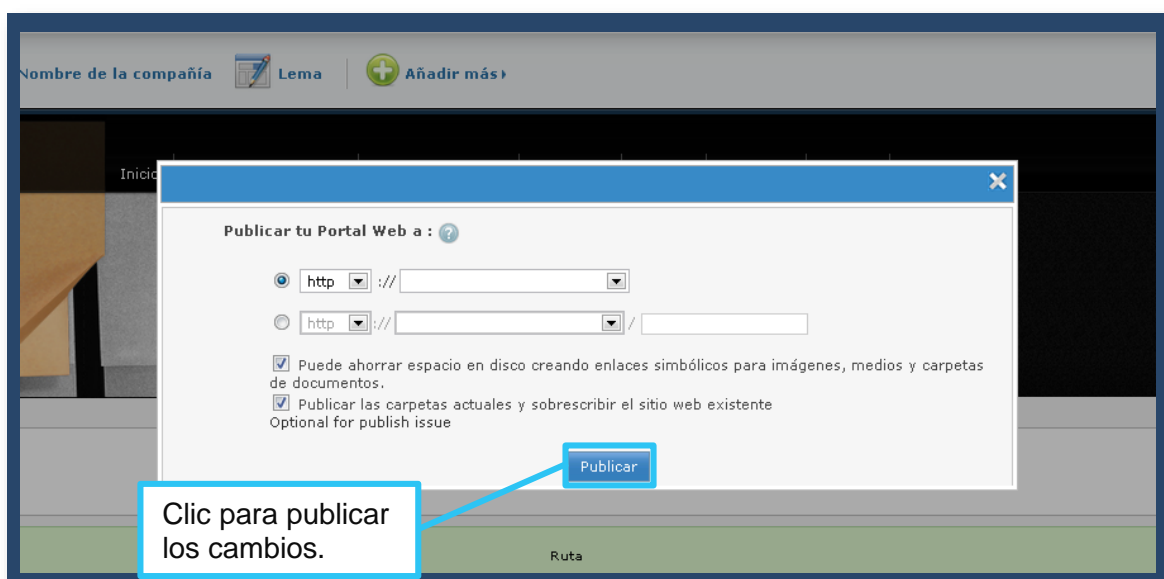 Nombre de la compañía Lema Añadir más
Inicio
Publicar tu Portal Web a :
http ://
http :// /
Puede ahorrar espacio en disco creando enlaces simbólicos para imágenes, medios y carpetas
de documentos.
Publicar las carpetas actuales y sobrescribir el sitio web existente
Optional for publish issue
Publicar
Clic para publicar
los cambios.
Ruta